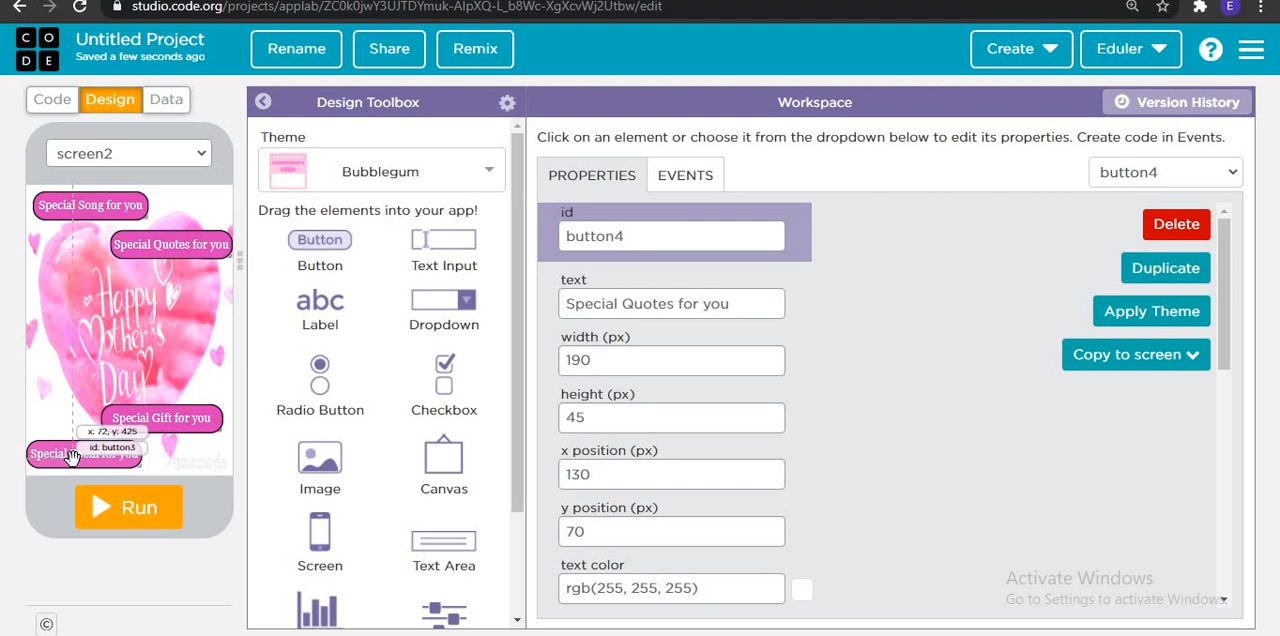 studio.code.org/projects/applab/ZC0k0jwY3UJTDYmuk-AIpXQ-L_b8Wc-XgXcvWj2Utbw/edit
E
C O
D E
Untitled Project
Saved a few seconds ago
Rename
Share
Remix
Create
Eduler
?
Code
Design
Data
Design Toolbox
Workspace
Version History
screen2
Theme
Bubblegum
Click on an element or choose it from the dropdown below to edit its properties. Create code in Events.
PROPERTIES
EVENTS
button4
Special Song for you
Special Quotes for you
Happy
Mother's
Day
Special Gift for you
x: 72, y: 425
id: button3
Special for you
Run
Drag the elements into your app!
Button
Button
Text Input
abc
Label
Dropdown
Radio Button
Checkbox
Image
Canvas
Screen
Text Area
id
button4
text
Special Quotes for you
width (px)
190
height (px)
45
x position (px)
130
y position (px)
70
text color
rgb(255, 255, 255)
Delete
Duplicate
Apply Theme
Copy to screen
Activate Windows
Go to Settings to activate Windows.
©